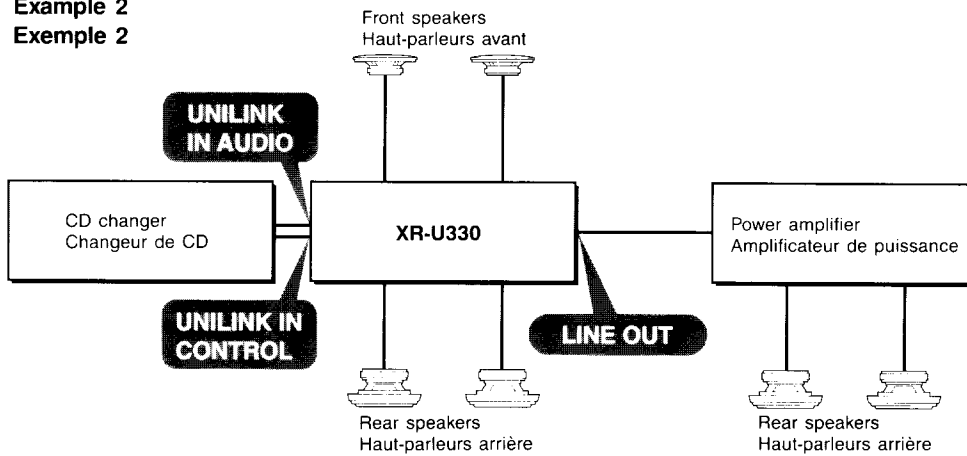 Example 2
Exemple 2
Front speakers
Haut-parleurs avant
UNILINK
IN AUDIO
CD changer
Changeur de CD
XR-U330
Power amplifier
Amplificateur de puissance
UNILINK IN
CONTROL
LINE OUT
Rear speakers
Haut-parleurs arrière
Rear speakers
Haut-parleurs arrière